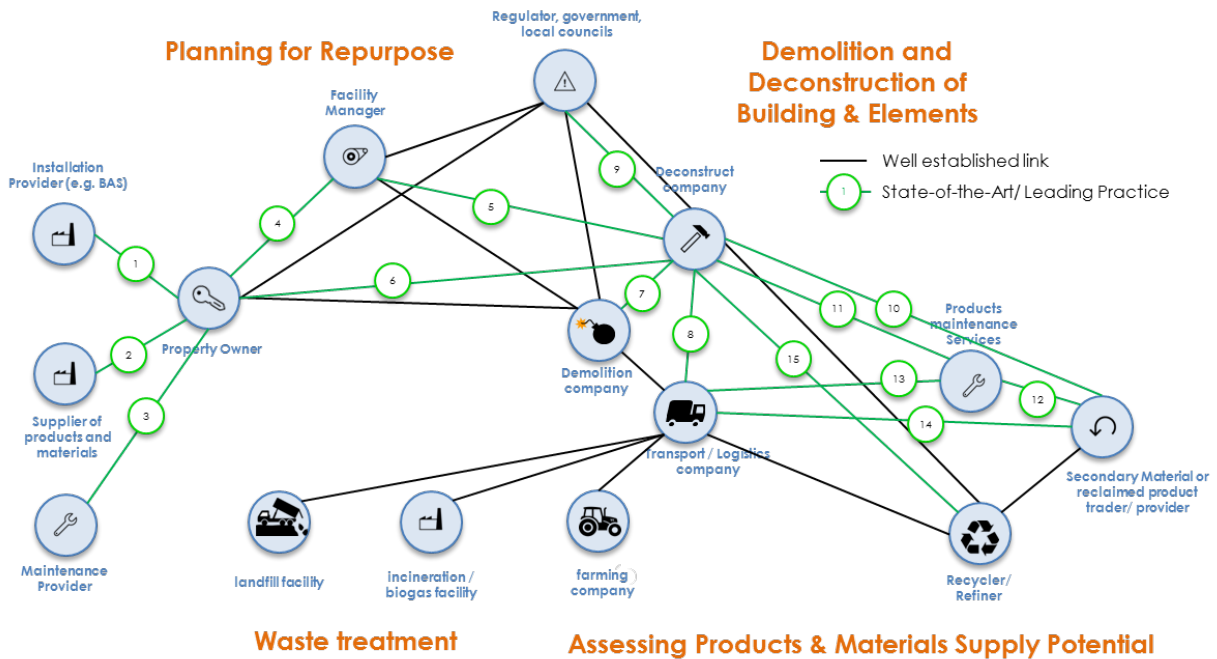 Regulator, government,
local councils
Planning for Repurpose
Demolition and
Deconstruction of
Building & Elements
Facility
Manager
Well established link
1
State-of-the-Art/ Leading Practice
Installation
Provider (e.g. BAS)
9
Deconstruct
company
5
4
1
6
7
11
10
Products
maintenance
Services
8
2
Property Owner
15
Demolition
company
13
12
3
14
Supplier of
products and
materials
Transport / Logistics
company
Secondary Material or
reclaimed product
trader/ provider
Maintenance
Provider
landfill facility
incineration /
biogas facility
farming
company
Recycler/
Refiner
Waste treatment
Assessing Products & Materials Supply Potential